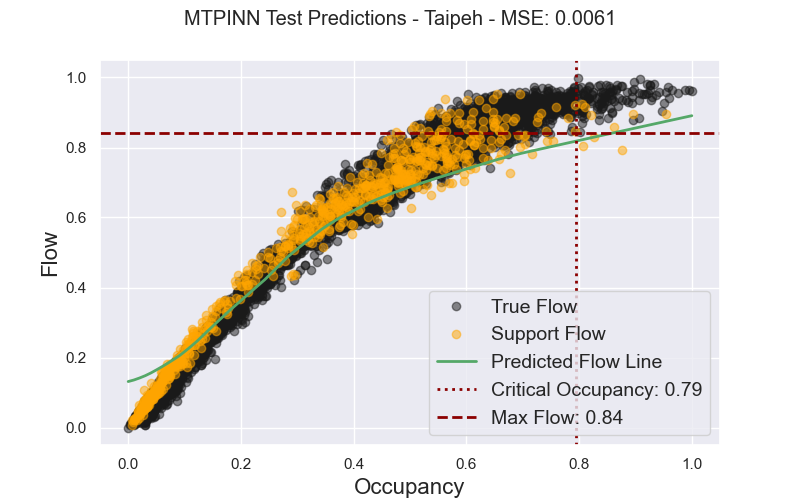 MTPINN Test Predictions - Taipeh - MSE: 0.0061
1.0
0.8
0.6
0.4
0.2
0.0
Flow
True Flow
Support Flow
Predicted Flow Line
Critical Occupancy: 0.79
Max Flow: 0.84
0.0 0.2 0.4 0.6 0.8 1.0
Occupancy